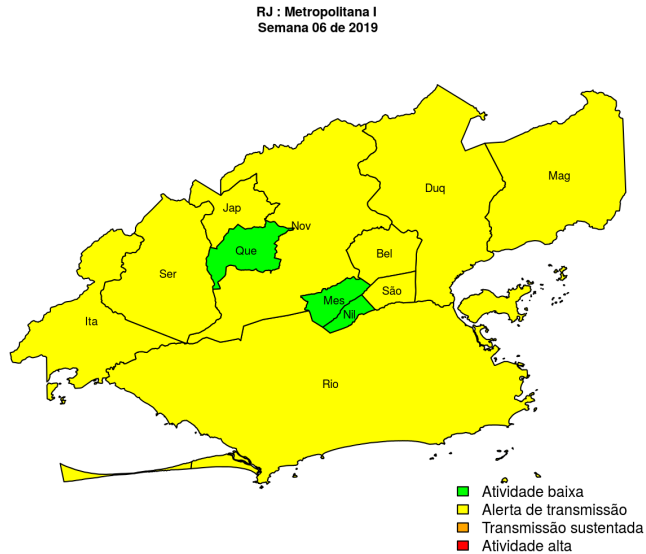 RJ : Metropolitana I
Semana 06 de 2019
Mag
Duq
Jap
Nov
Que
Bel
Ser
São
Mes
Nil
Ita
Rio
Atividade baixa
Alerta de transmissão
Transmissão sustentada
Atividade alta